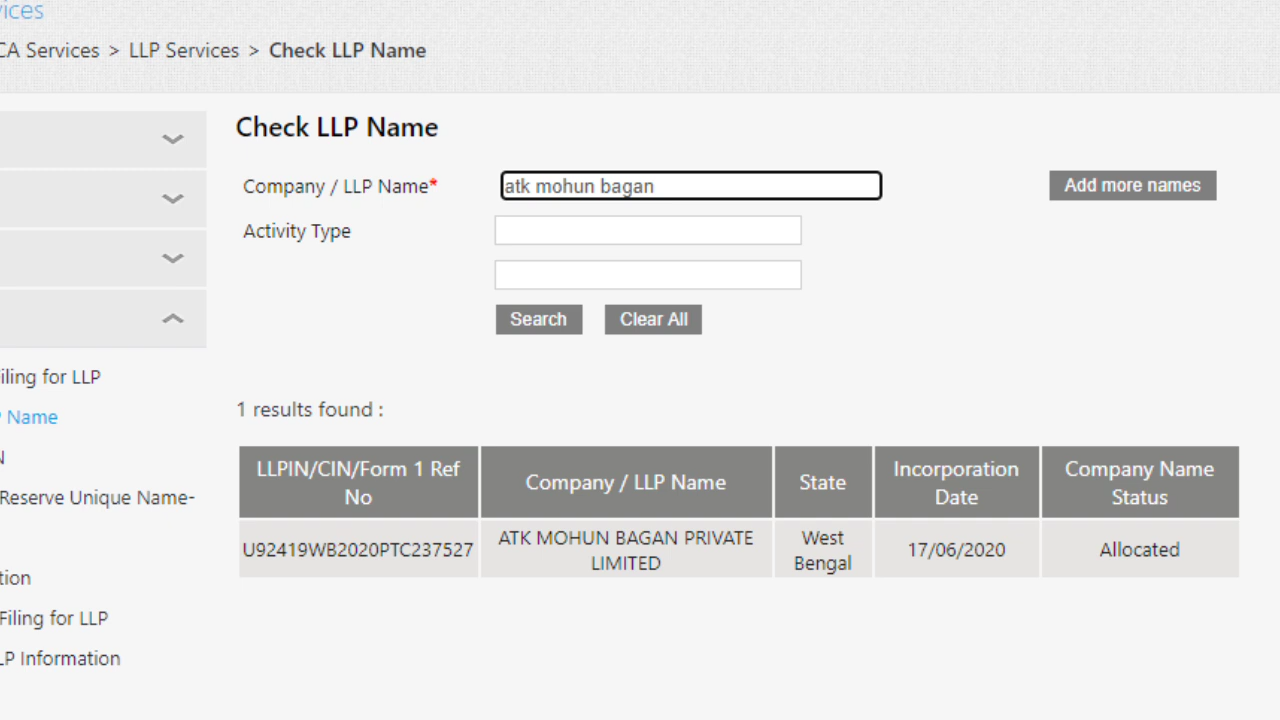 vices
CA Services > LLP Services > Check LLP Name
Check LLP Name
Company / LLP Name*
atk mohun bagan
Add more names
Activity Type
Search
Clear All
iling for LLP
P Name
N
Reserve Unique Name-
tion
Filing for LLP
LP Information
1 results found :
LLPIN/CIN/Form 1 Ref
No
Company / LLP Name
State
Incorporation
Date
Company Name
Status
U92419WB2020PTC237527
ATK MOHUN BAGAN PRIVATE
LIMITED
West
Bengal
17/06/2020
Allocated